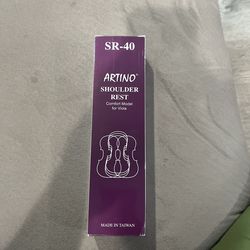 SR-40
ARTINO®
SHOULDER
REST
Comfort Model
for Viola
MADE IN TAIWAN